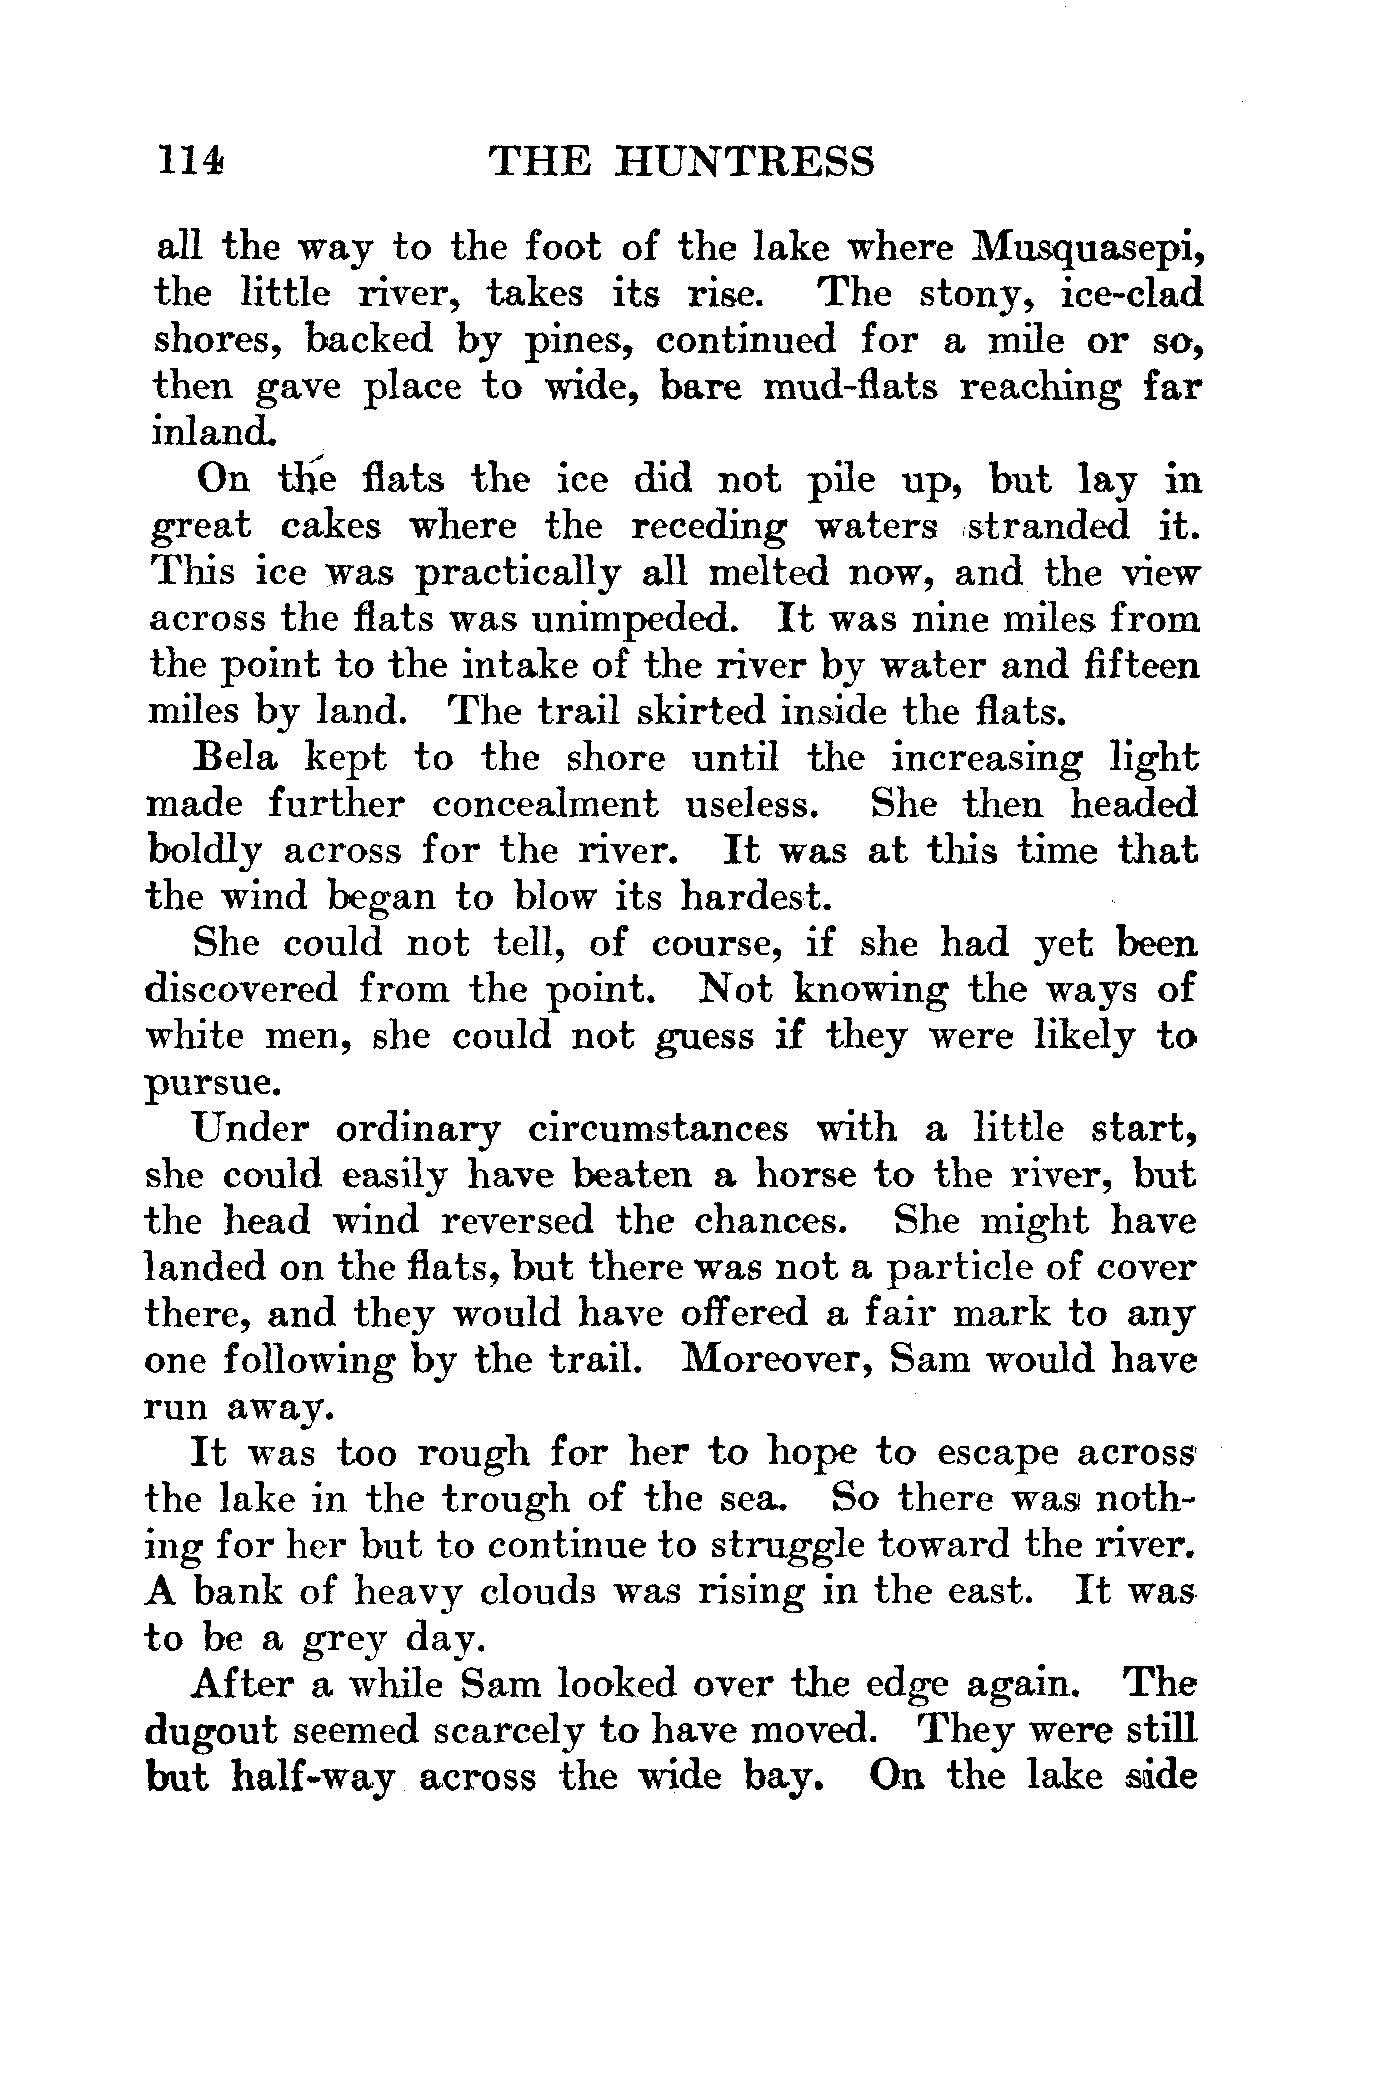 114 THE HUNTRESS
all the way to the foot of the lake where Musquasepi,
the little river, takes its rise. The stony, ice-clad
shores, backed by pines, continued for a mile or so,
then gave place to wide, bare mud-flats reaching far
inland.
On the flats the ice did not pile up, but lay in
great cakes where the receding waters stranded it.
This ice was practically all melted now, and the view
across the flats was unimpeded. It was nine miles from
the point to the intake of the river by water and fifteen
miles by land. The trail skirted inside the flats.
Bela kept to the shore until the increasing light
made further concealment useless. She then headed
boldly across for the river. It was at this time that
the wind began to blow its hardest.
She could not tell, of course, if she had yet been
discovered from the point. Not knowing the ways of
white men, she could not guess if they were likely to
pursue.
Under ordinary circumstances with a little start,
she could easily have beaten a horse to the river, but
the head wind reversed the chances. She might have
landed on the flats, but there was not a particle of cover
there, and they would have offered a fair mark to any
one following by the trail. Moreover, Sam would have
run away.
It was too rough for her to hope to escape across
the lake in the trough of the sea. So there was noth-
ing for her but to continue to struggle toward the river.
A bank of heavy clouds was rising in the east. It was
to be a grey day.
After a while Sam looked over the edge again. The
dugout seemed scarcely to have moved. They were still
but half-way across the wide bay. On the lake side